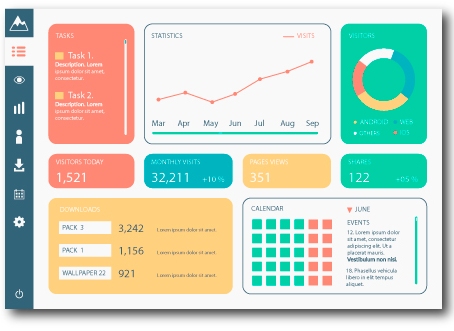 TASKS
Task 1.
Description. Lorem
ipsum dolor sit amet,
consectetur.
Task 2.
Description. Lorem
ipsum dolor sit amet,
consectetur.
STATISTICS
VISITS
Mar Apr May Jun Jul Aug Sep
VISITORS
ANDROID WEB
OTHERS IOS
VISITORS TODAY
1,521
MONTHLY VISITS
32,211 +10 %
PAGES VIEWS
351
SHARES
122 +05 %
DOWNLOADS
PACK 3 3,242 Lorem ipsum dolor sit amet.
PACK 1 1,156 Lorem ipsum dolor sit amet.
WALLPAPER 22 921 Lorem ipsum dolor sit amet.
CALENDAR
JUNE
EVENTS
12. Lorem ipsum dolor
sit amet, consectetur
adipiscing elit. Ut a
placerat mauris.
Vestibulum non nisi.
18. Phasellus vehicula
libero in eros aliquet